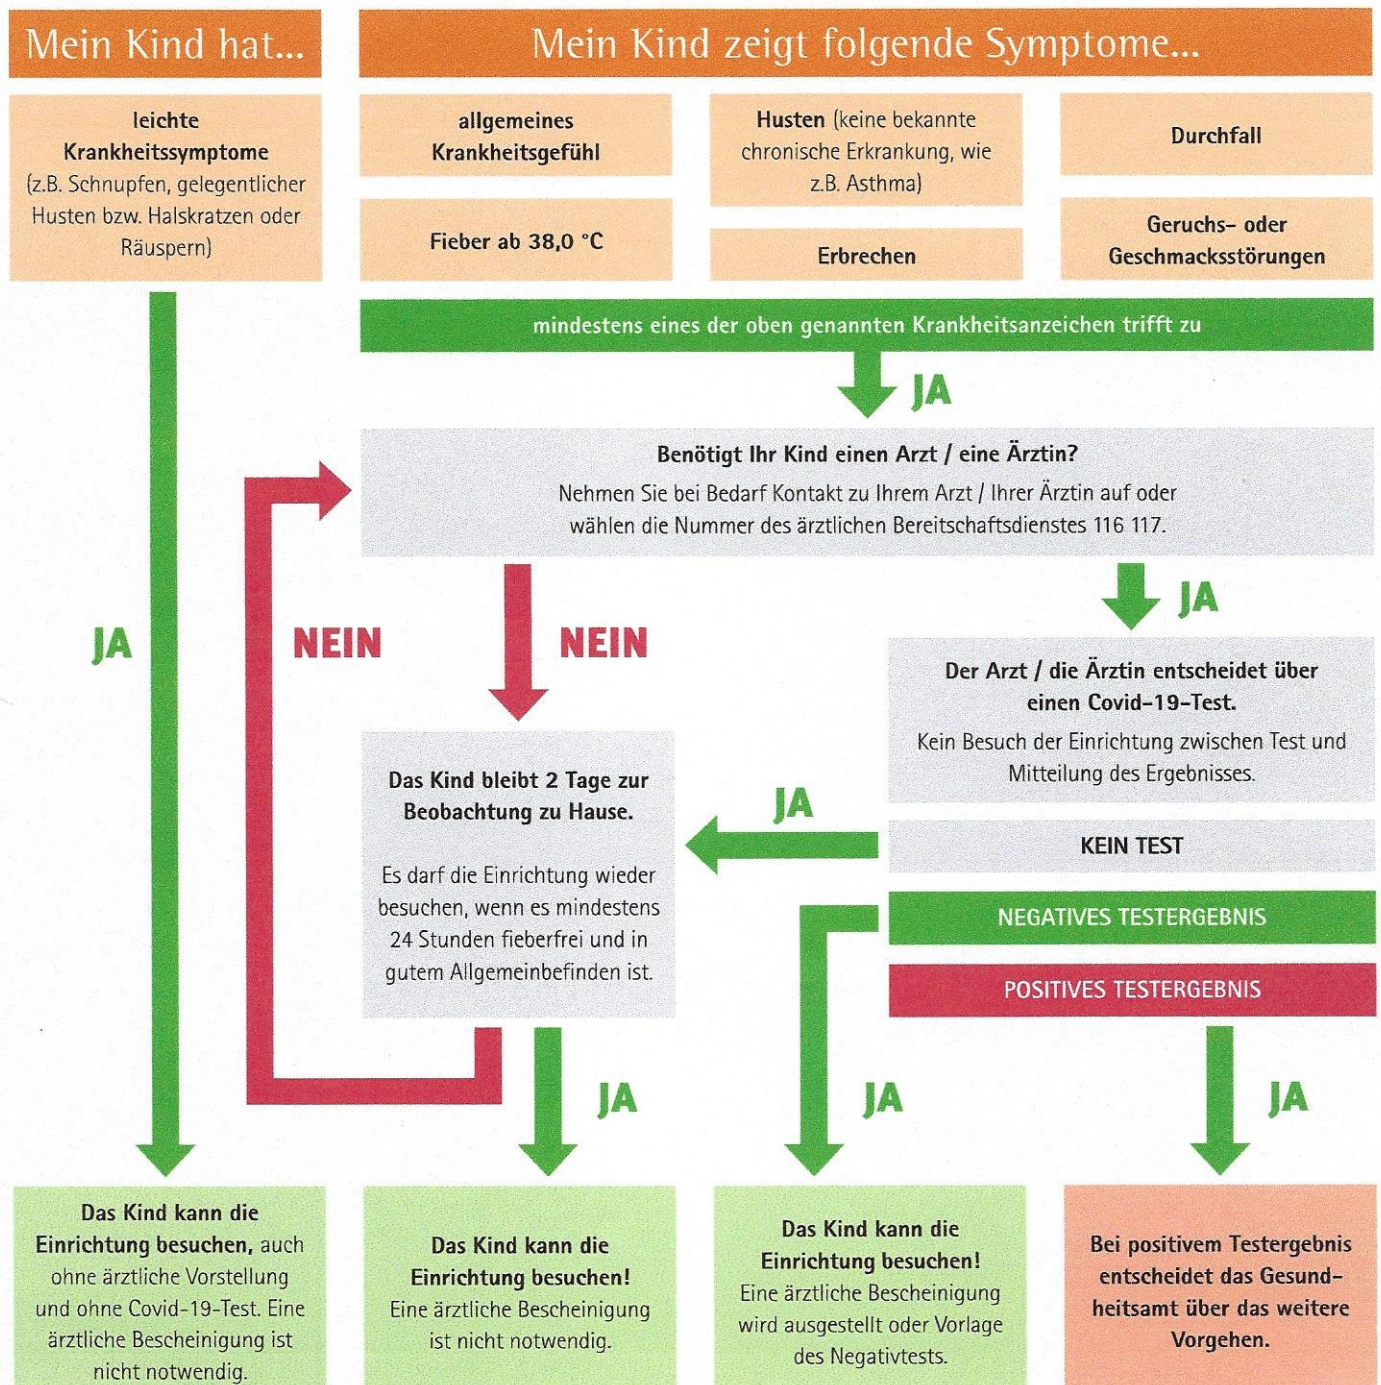 Mein Kind hat...
Mein Kind zeigt folgende Symptome...
leichte
Krankheitssymptome
(z.B. Schnupfen, gelegentlicher
Husten bzw. Halskratzen oder
Räuspern)
allgemeines
Krankheitsgefühl
Husten (keine bekannte
chronische Erkrankung, wie
z.B. Asthma)
Durchfall
Fieber ab 38,0 °C
Erbrechen
Geruchs- oder
Geschmacksstörungen
mindestens eines der oben genannten Krankheitsanzeichen trifft zu
JA
Benötigt Ihr Kind einen Arzt / eine Ärztin?
Nehmen Sie bei Bedarf Kontakt zu Ihrem Arzt / Ihrer Ärztin auf oder
wählen die Nummer des ärztlichen Bereitschaftsdienstes 116 117.
JA
JA
NEIN
NEIN
Der Arzt / die Ärztin entscheidet über
einen Covid-19-Test.
Kein Besuch der Einrichtung zwischen Test und
Mitteilung des Ergebnisses.
Das Kind bleibt 2 Tage zur
Beobachtung zu Hause.
Es darf die Einrichtung wieder
besuchen, wenn es mindestens
24 Stunden fieberfrei und in
gutem Allgemeinbefinden ist.
JA
KEIN TEST
NEGATIVES TESTERGEBNIS
POSITIVES TESTERGEBNIS
JA
JA
JA
Das Kind kann die
Einrichtung besuchen, auch
ohne ärztliche Vorstellung
und ohne Covid-19-Test. Eine
ärztliche Bescheinigung ist
nicht notwendig.
Das Kind kann die
Einrichtung besuchen!
Eine ärztliche Bescheinigung
ist nicht notwendig.
Das Kind kann die
Einrichtung besuchen!
Eine ärztliche Bescheinigung
wird ausgestellt oder Vorlage
des Negativtests.
Bei positivem Testergebnis
entscheidet das Gesund-
heitsamt über das weitere
Vorgehen.